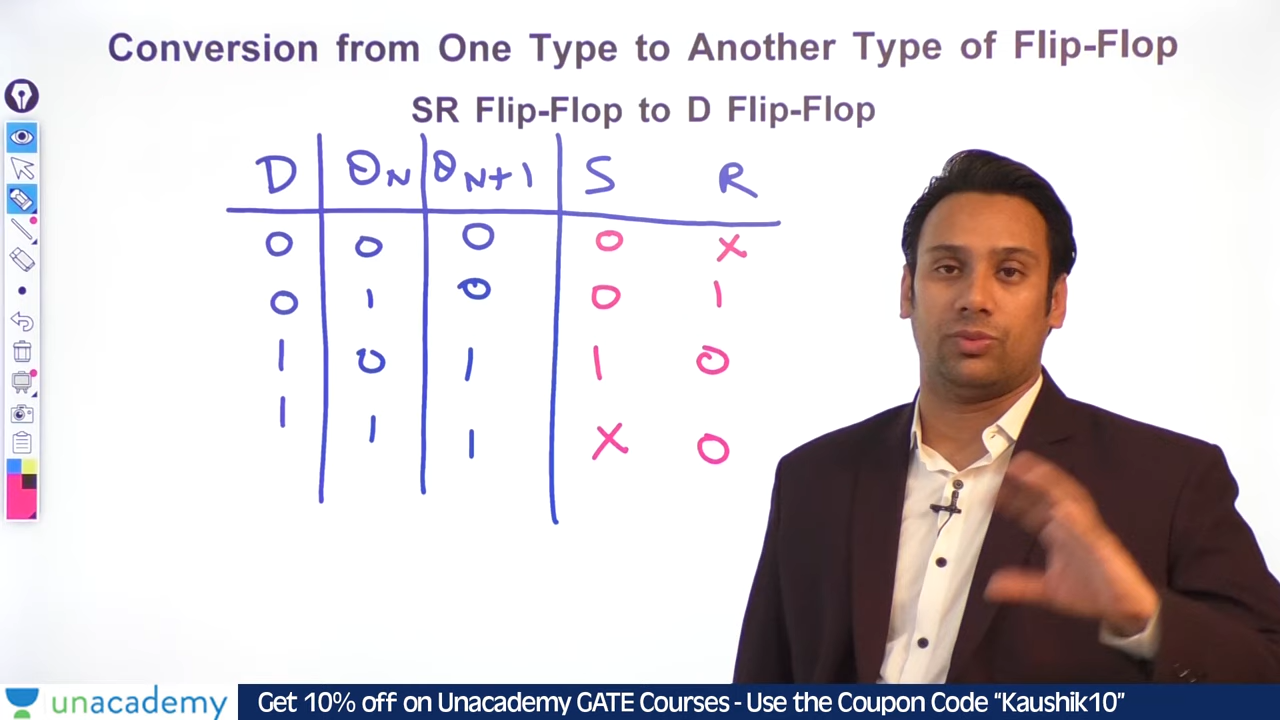 Conversion from One Type to Another Type of Flip-Flop
SR Flip-Flop to D Flip-Flop
D Q_N Q_{N+1} S R
0 0 0 0 X
0 1 0 0 1
1 0 1 1 0
1 1 1 X 0
unacademy
Get 10% off on Unacademy GATE Courses - Use the Coupon Code "Kaushik10"